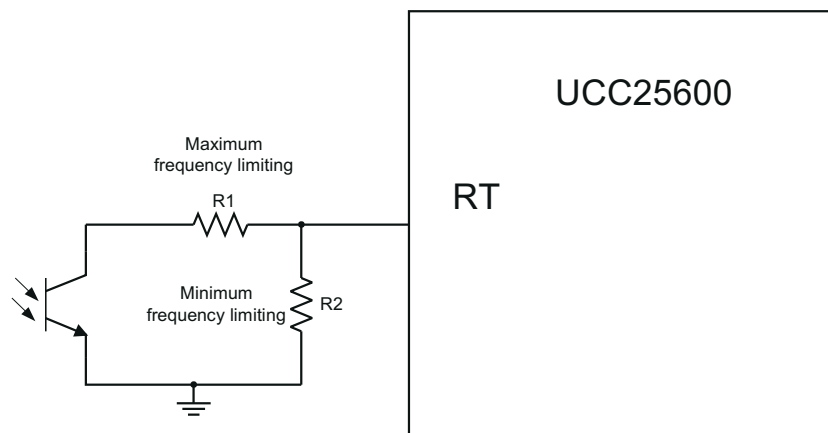 UCC25600
Maximum
frequency limiting
R1
RT
Minimum
frequency limiting
R2